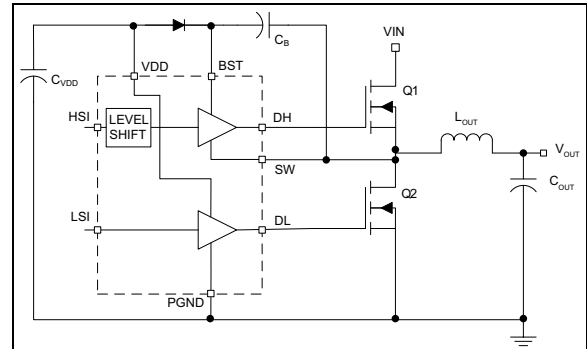 VIN
C_B
VDD
BST
C_VDD
Q1
HSI
LEVEL
SHIFT
DH
L_OUT
V_OUT
SW
C_OUT
Q2
LSI
DL
PGND